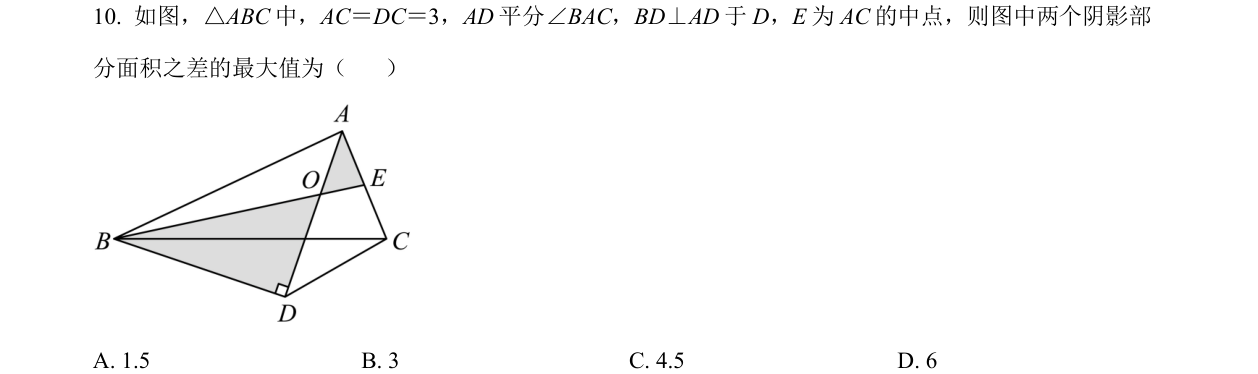 10. 如图，△ABC中，AC＝DC＝3，AD平分∠BAC，BD⊥AD于D，E为AC的中点，则图中两个阴影部
分面积之差的最大值为（　　）
A
O
E
B
C
D
A. 1.5 B. 3 C. 4.5 D. 6